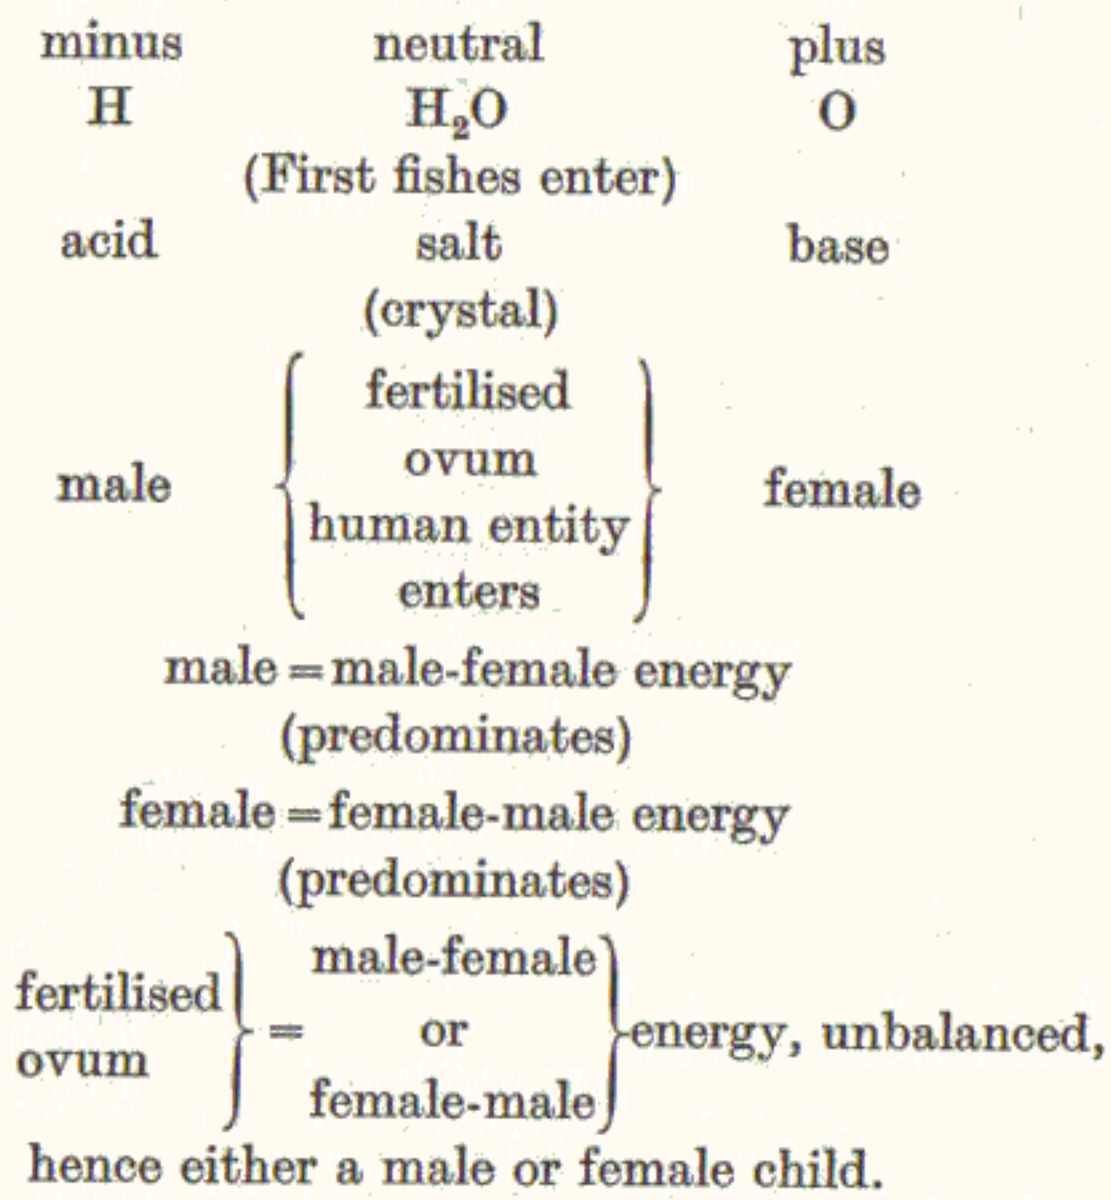 minus neutral plus
H H₂O O
(First fishes enter)
acid salt base
(crystal)
fertilised
ovum
male human entity female
enters
male = male-female energy
(predominates)
female = female-male energy
(predominates)
male-female
fertilised
ovum = or energy, unbalanced,
female-male
hence either a male or female child.